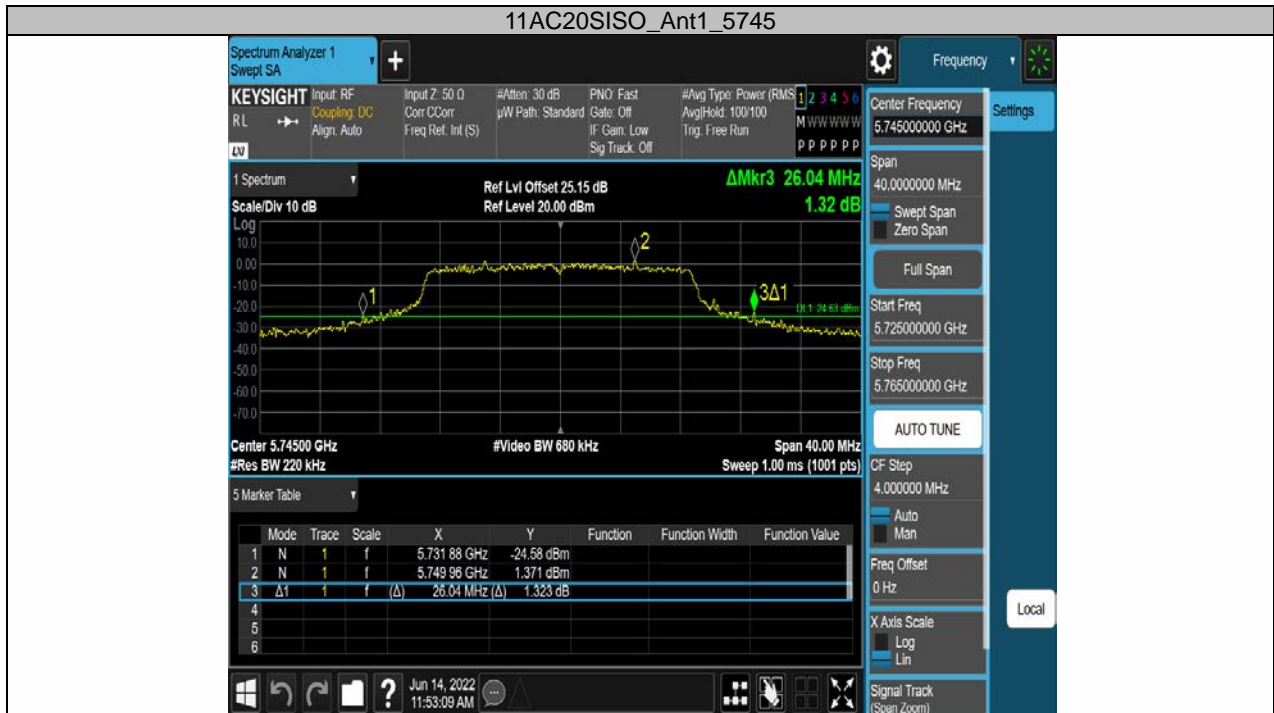 11AC20SISO_Ant1_5745
Spectrum Analyzer 1
Swept SA
+
Frequency
KEYSIGHT
RL
LXI
Input: RF
Coupling: DC
Align: Auto
Input Z: 50 Ω
Corr CCorr
Freq Ref: Int (S)
#Atten: 30 dB
µW Path: Standard
PNO: Fast
Gate: Off
IF Gain: Low
Sig Track: Off
#Avg Type: Power (RMS
Avg|Hold: 100/100
Trig: Free Run
1 2 3 4 5 6
M W W W W W
P P P P P P
1 Spectrum
Scale/Div 10 dB
Ref Lvl Offset 25.15 dB
Ref Level 20.00 dBm
ΔMkr3 26.04 MHz
1.32 dB
Log
10.0
0.00
-10.0
-20.0
-30.0
-40.0
-50.0
-60.0
-70.0
1
2
3Δ1
DL1 -24.63 dBm
Center 5.74500 GHz
#Res BW 220 kHz
#Video BW 680 kHz
Span 40.00 MHz
Sweep 1.00 ms (1001 pts)
5 Marker Table
Mode Trace Scale X Y Function Function Width Function Value
1 N 1 f 5.731 88 GHz -24.58 dBm
2 N 1 f 5.749 96 GHz 1.371 dBm
3 Δ1 1 f (Δ) 26.04 MHz (Δ) 1.323 dB
4
5
6
?
Jun 14, 2022
11:53:09 AM
Center Frequency
5.745000000 GHz
Settings
Span
40.0000000 MHz
Swept Span
Zero Span
Full Span
Start Freq
5.725000000 GHz
Stop Freq
5.765000000 GHz
AUTO TUNE
CF Step
4.000000 MHz
Auto
Man
Freq Offset
0 Hz
X Axis Scale
Log
Lin
Local
Signal Track
(Span Zoom)